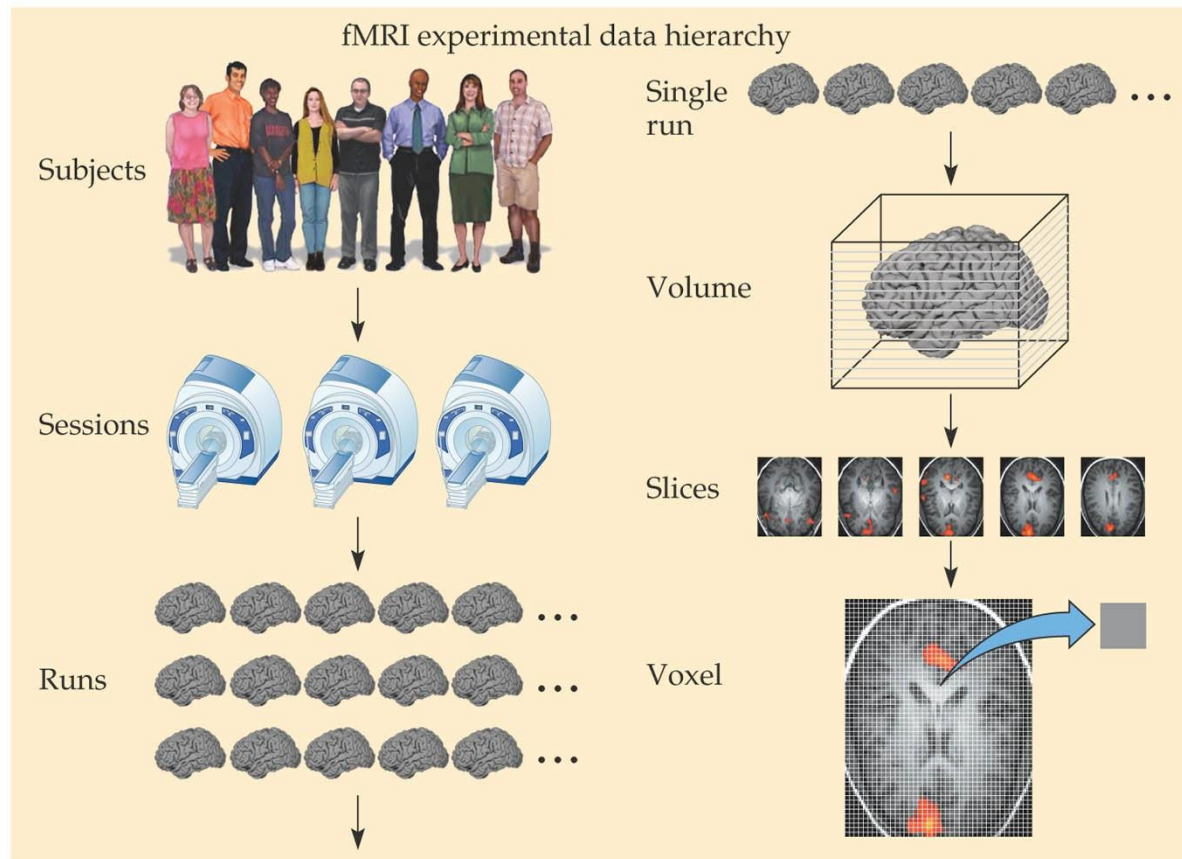 fMRI experimental data hierarchy
Subjects
Sessions
Runs
Single
run
Volume
Slices
Voxel